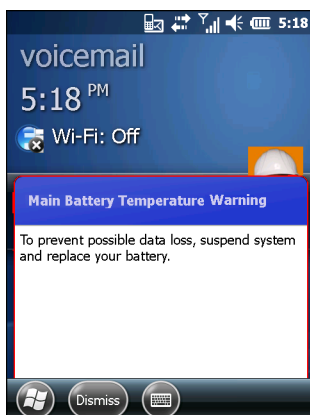 5:18
voicemail
5:18 PM
Wi-Fi: Off
Main Battery Temperature Warning
To prevent possible data loss, suspend system
and replace your battery.
Dismiss